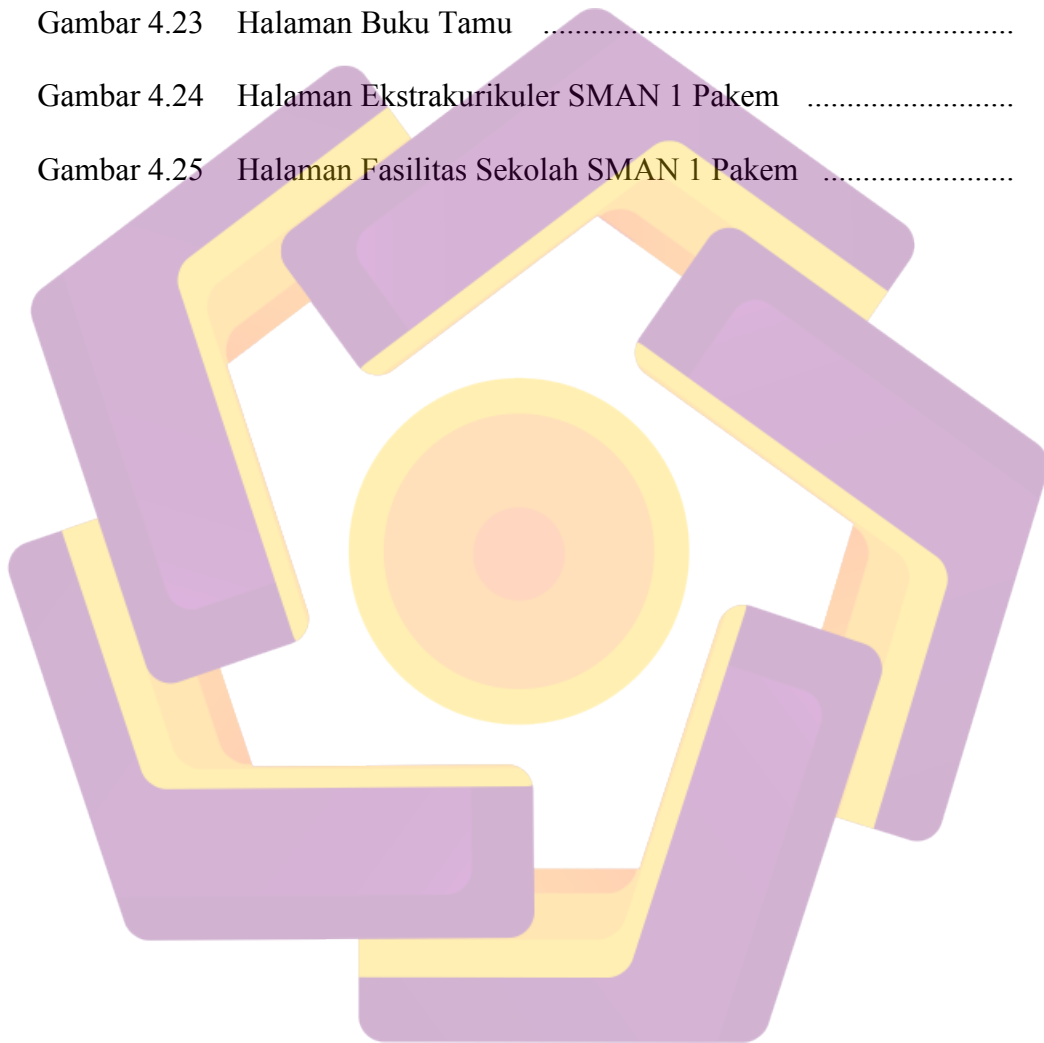 Gambar 4.23 Halaman Buku Tamu ............................................................
Gambar 4.24 Halaman Ekstrakurikuler SMAN 1 Pakem ..........................
Gambar 4.25 Halaman Fasilitas Sekolah SMAN 1 Pakem ........................